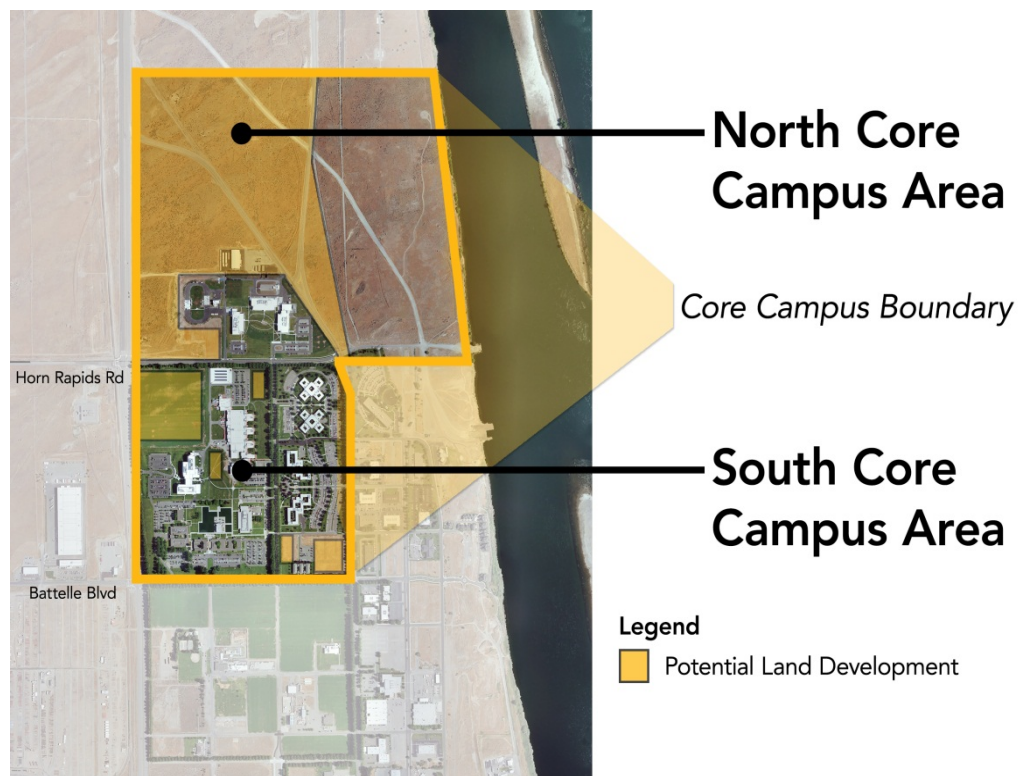 North Core
Campus Area
Core Campus Boundary
Horn Rapids Rd
South Core
Campus Area
Battelle Blvd
Legend
Potential Land Development